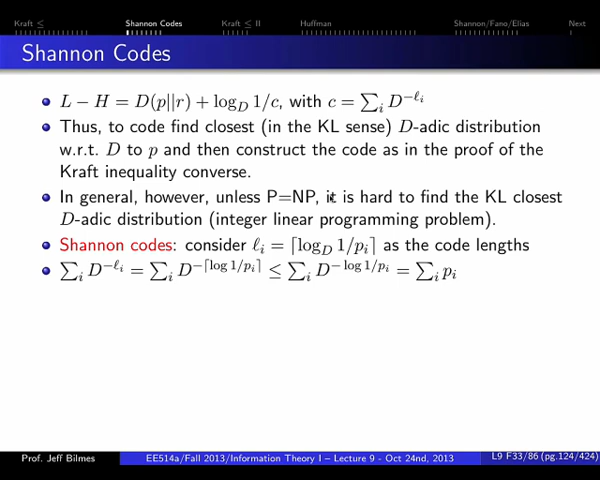 Kraft ≤ Shannon Codes Kraft ≤ II Huffman Shannon/Fano/Elias Next
Shannon Codes
L − H = D(p||r) + log_D 1/c, with c = ∑_i D^{−ℓ_i}
Thus, to code find closest (in the KL sense) D-adic distribution
w.r.t. D to p and then construct the code as in the proof of the
Kraft inequality converse.
In general, however, unless P=NP, it is hard to find the KL closest
D-adic distribution (integer linear programming problem).
Shannon codes: consider ℓ_i = ⌈log_D 1/p_i⌉ as the code lengths
∑_i D^{−ℓ_i} = ∑_i D^{−⌈log 1/p_i⌉} ≤ ∑_i D^{− log 1/p_i} = ∑_i p_i
Prof. Jeff Bilmes EE514a/Fall 2013/Information Theory I – Lecture 9 - Oct 24nd, 2013 L9 F33/86 (pg.124/424)